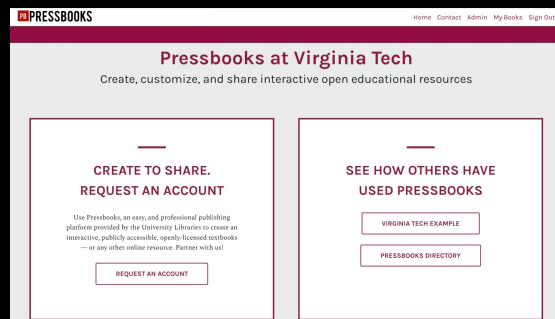 PB PRESSBOOKS
Home Contact Admin My Books Sign Out
Pressbooks at Virginia Tech
Create, customize, and share interactive open educational resources
CREATE TO SHARE.
REQUEST AN ACCOUNT
Use Pressbooks, an easy, and professional publishing
platform provided by the University Libraries to create an
interactive, publicly accessible, openly-licensed textbooks
— or any other online resource. Partner with us!
REQUEST AN ACCOUNT
SEE HOW OTHERS HAVE
USED PRESSBOOKS
VIRGINIA TECH EXAMPLE
PRESSBOOKS DIRECTORY